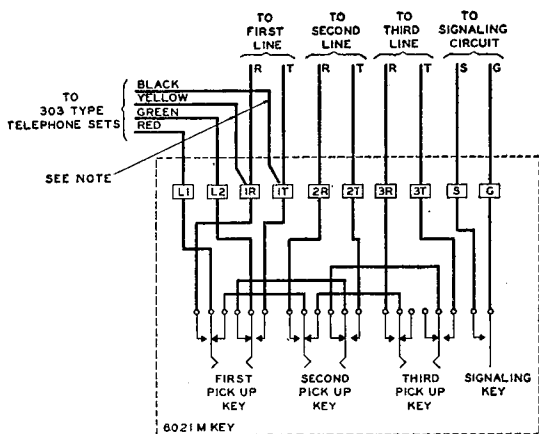 TO FIRST LINE
TO SECOND LINE
TO THIRD LINE
TO SIGNALING CIRCUIT
R T R T R T S G
TO 303 TYPE TELEPHONE SETS
BLACK
YELLOW
GREEN
RED
SEE NOTE
L1 L2 1R 1T 2R 2T 3R 3T S G
FIRST PICK UP KEY
SECOND PICK UP KEY
THIRD PICK UP KEY
SIGNALING KEY
6021 M KEY